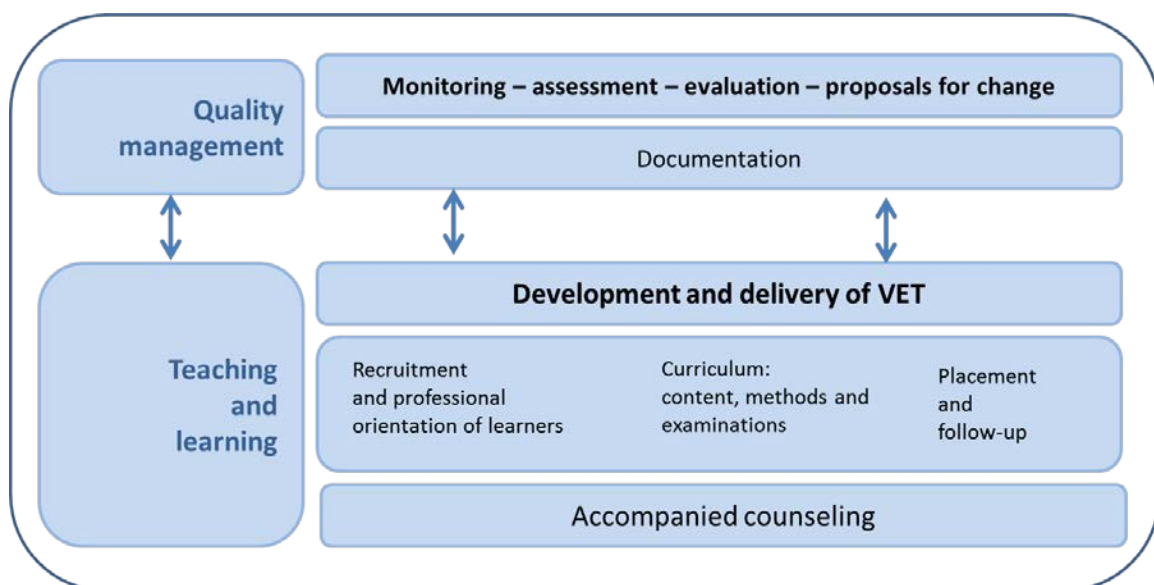 Quality
management
Monitoring – assessment – evaluation – proposals for change
Documentation
Teaching
and
learning
Development and delivery of VET
Recruitment
and professional
orientation of learners
Curriculum:
content, methods and
examinations
Placement
and
follow-up
Accompanied counseling